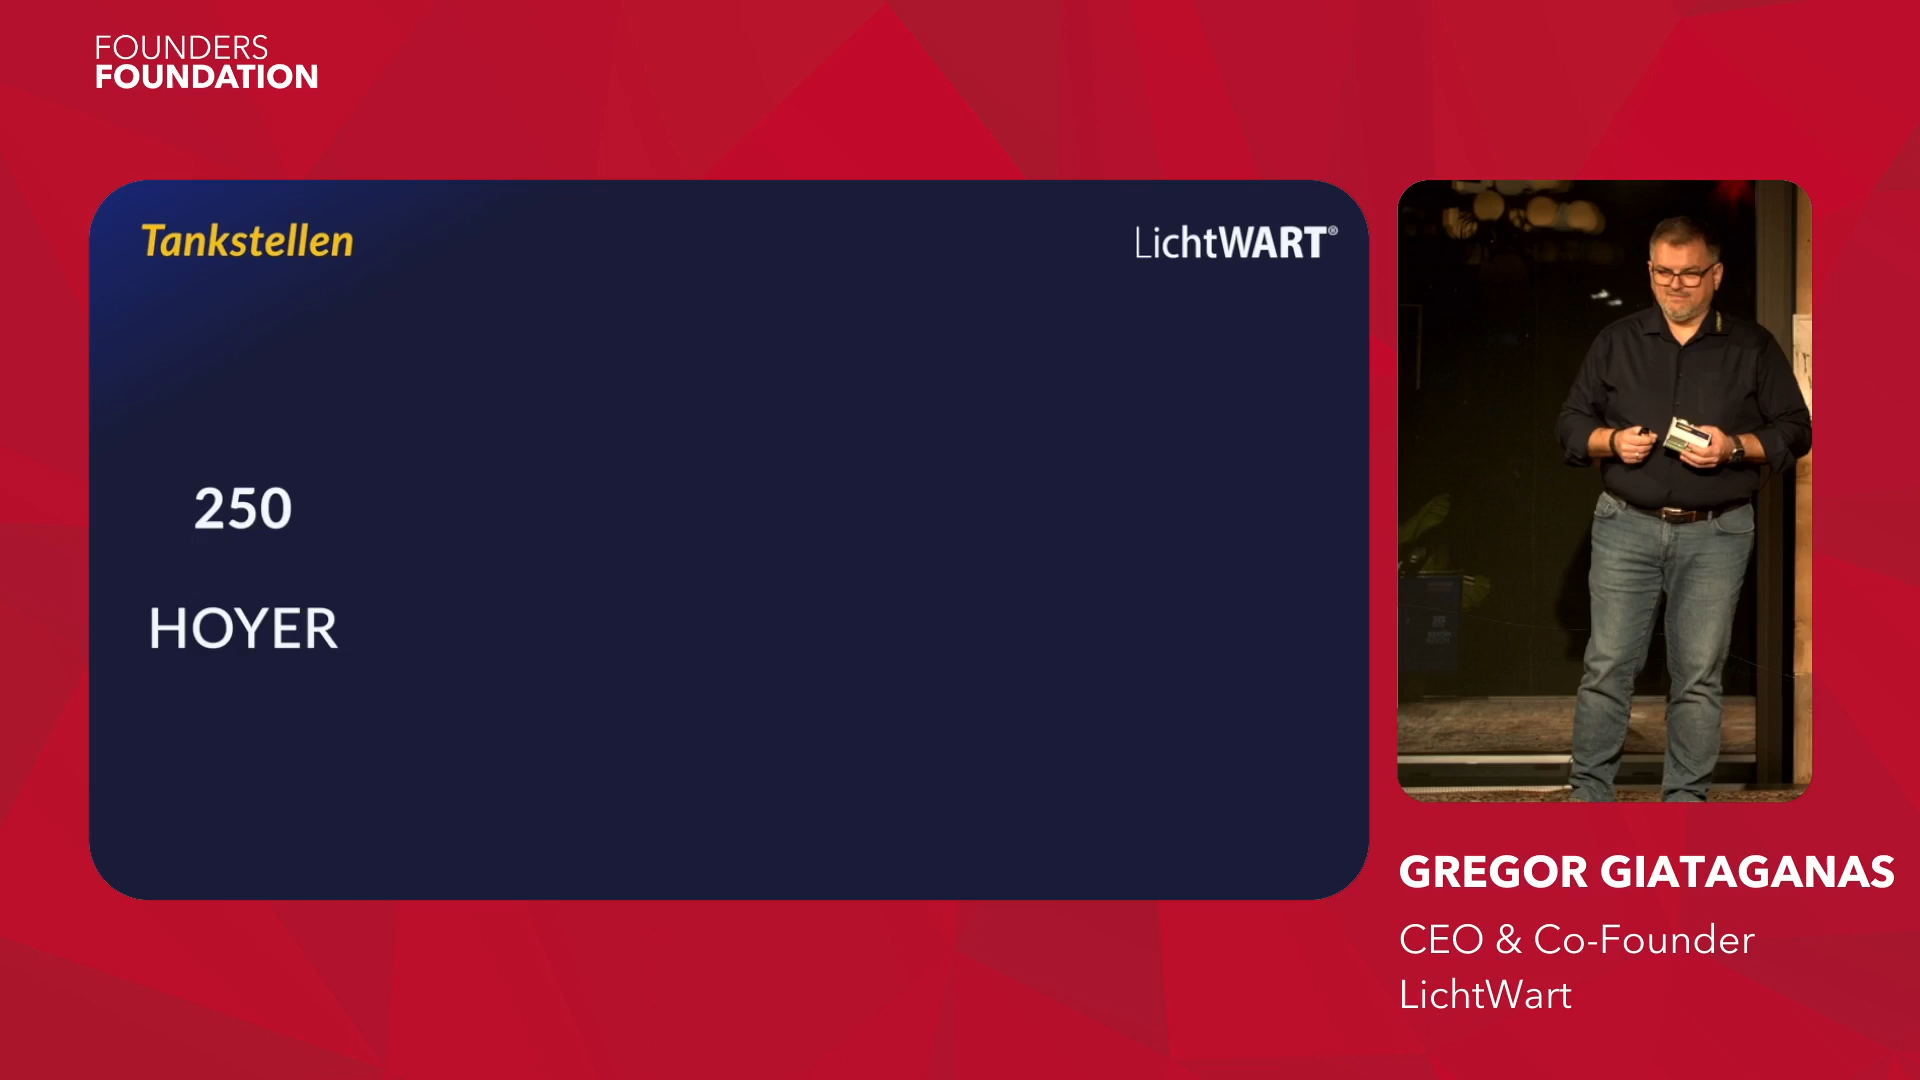 FOUNDERS
FOUNDATION
Tankstellen
LichtWART®
250
HOYER
GREGOR GIATAGANAS
CEO & Co-Founder
LichtWart